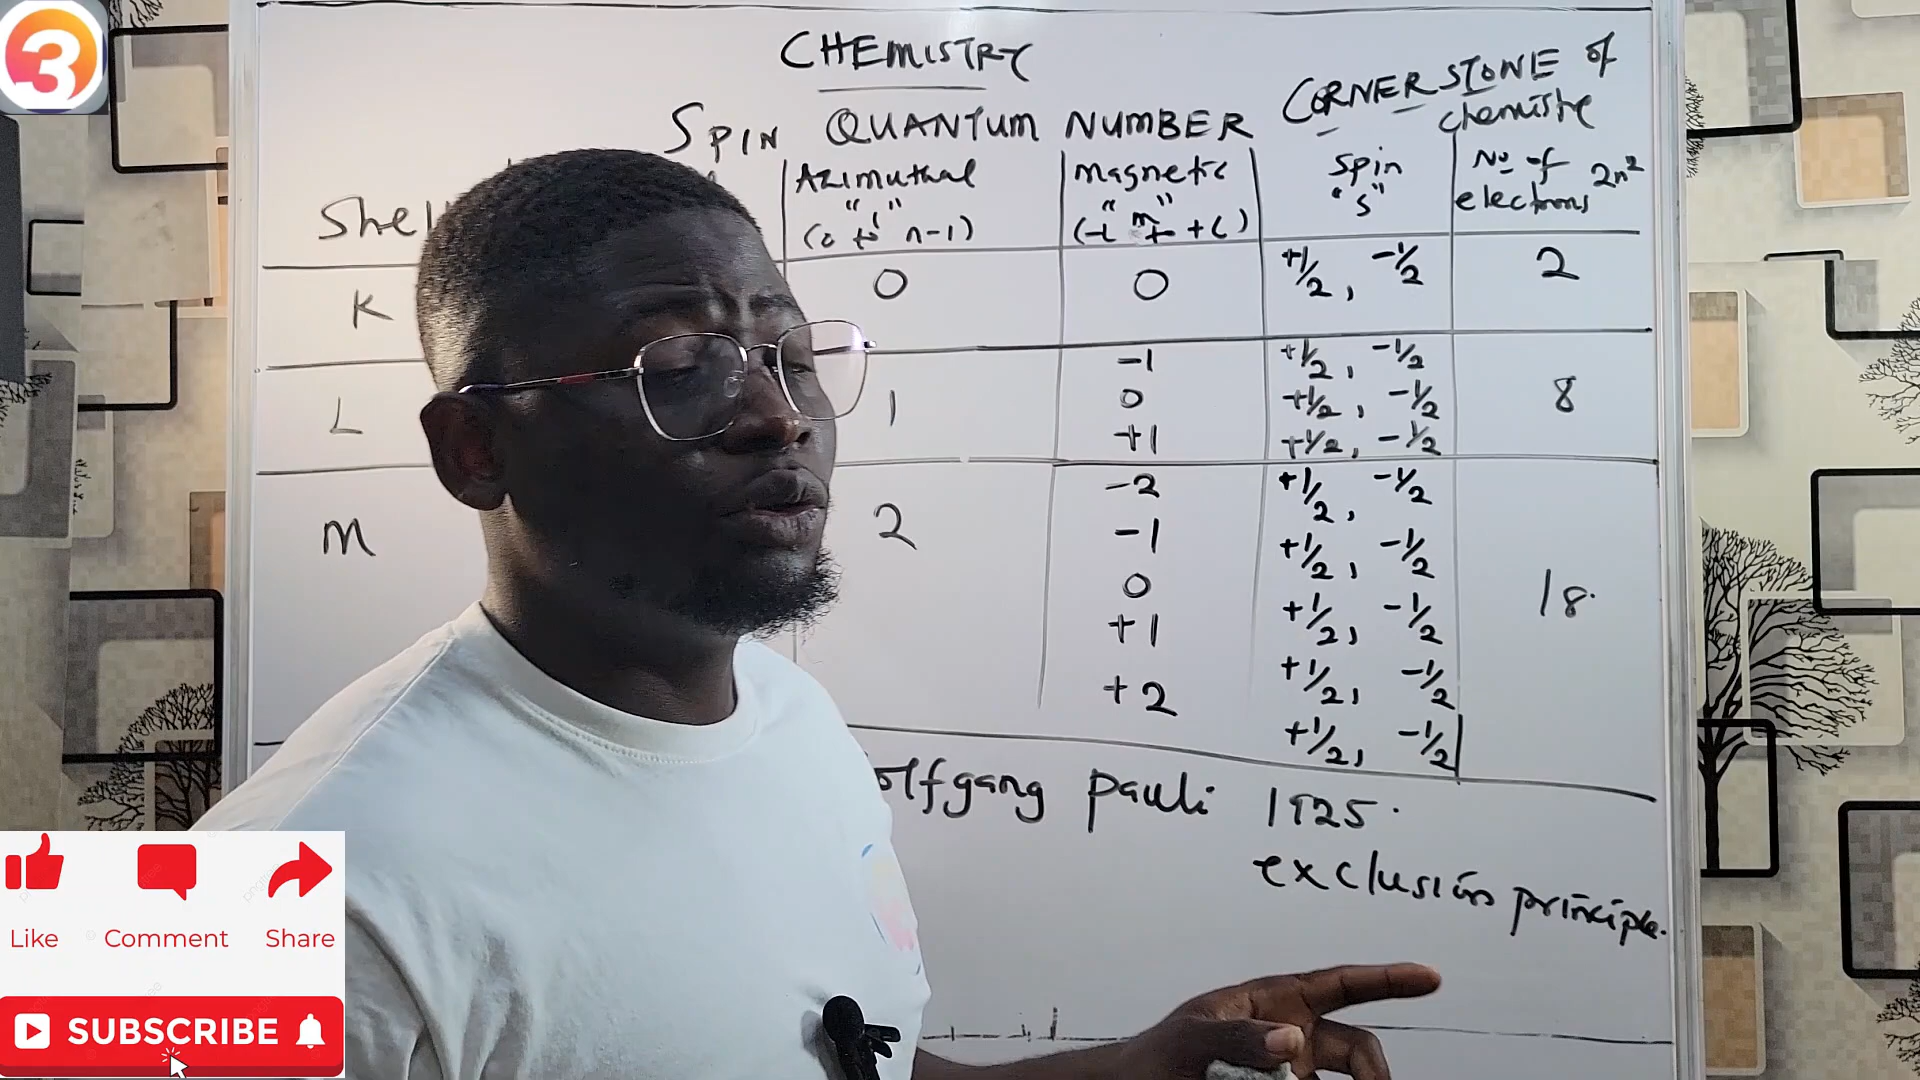 3
CHEMISTRY
CORNERSTONE of
chemistre
SPIN QUANTUM NUMBER
Shel
Azimuthal
"l"
(0 to n-1)
magnetic
"m"
(-l to +l)
Spin
"s"
No of
electrons 2n²
K 0 0 +1/2, -1/2 2
L 1
-1 +1/2, -1/2
0 +1/2, -1/2
+1 +1/2, -1/2
8
M 2
-2 +1/2, -1/2
-1 +1/2, -1/2
0 +1/2, -1/2
+1 +1/2, -1/2
+2 +1/2, -1/2
18.
olfgang pauli 1925.
exclusion principle.
Like Comment Share
SUBSCRIBE